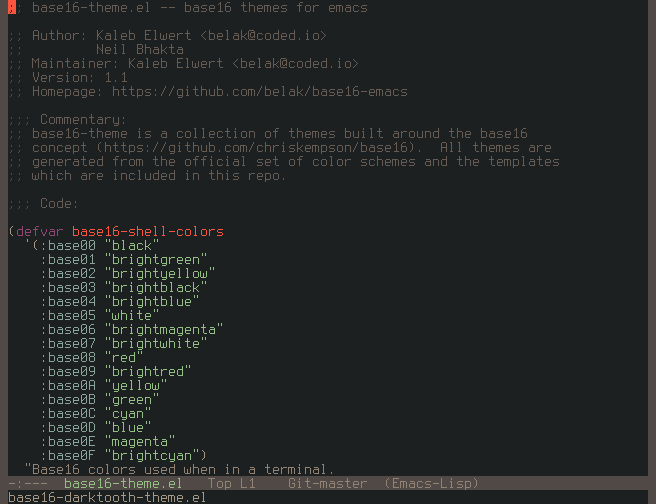 ;; base16-theme.el -- base16 themes for emacs

;; Author: Kaleb Elwert <belak@coded.io>
;;         Neil Bhakta
;; Maintainer: Kaleb Elwert <belak@coded.io>
;; Version: 1.1
;; Homepage: https://github.com/belak/base16-emacs

;;; Commentary:
;; base16-theme is a collection of themes built around the base16
;; concept (https://github.com/chriskempson/base16).  All themes are
;; generated from the official set of color schemes and the templates
;; which are included in this repo.

;;; Code:

(defvar base16-shell-colors
  '(:base00 "black"
    :base01 "brightgreen"
    :base02 "brightyellow"
    :base03 "brightblack"
    :base04 "brightblue"
    :base05 "white"
    :base06 "brightmagenta"
    :base07 "brightwhite"
    :base08 "red"
    :base09 "brightred"
    :base0A "yellow"
    :base0B "green"
    :base0C "cyan"
    :base0D "blue"
    :base0E "magenta"
    :base0F "brightcyan")
  "Base16 colors used when in a terminal.
-:---  base16-theme.el   Top L1    Git-master  (Emacs-Lisp)
base16-darktooth-theme.el